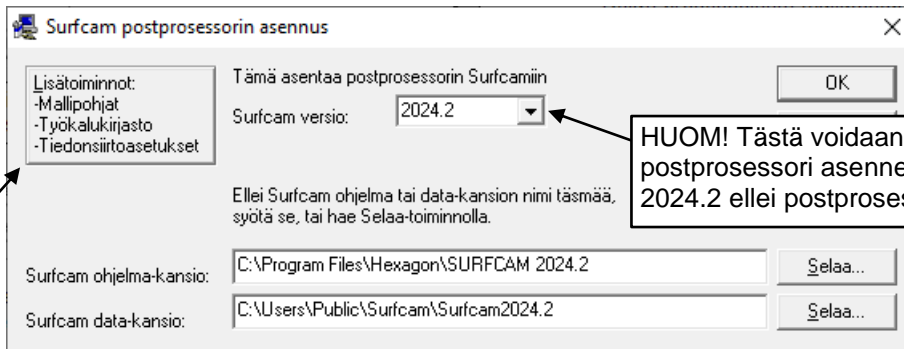 Surfcam postprosessorin asennus
Lisätoiminnot:
-Mallipohjat
-Työkalukirjasto
-Tiedonsiirtoasetukset
Tämä asentaa postprosessorin Surfcamiin
Surfcam versio:
2024.2
OK
HUOM! Tästä voidaan
postprosessori asenne
2024.2 ellei postproses
Ellei Surfcam ohjelma tai data-kansion nimi täsmää,
syötä se, tai hae Selaa-toiminnolla.
Surfcam ohjelma-kansio:
C:\Program Files\Hexagon\SURFCAM 2024.2
Selaa...
Surfcam data-kansio:
C:\Users\Public\Surfcam\Surfcam2024.2
Selaa...